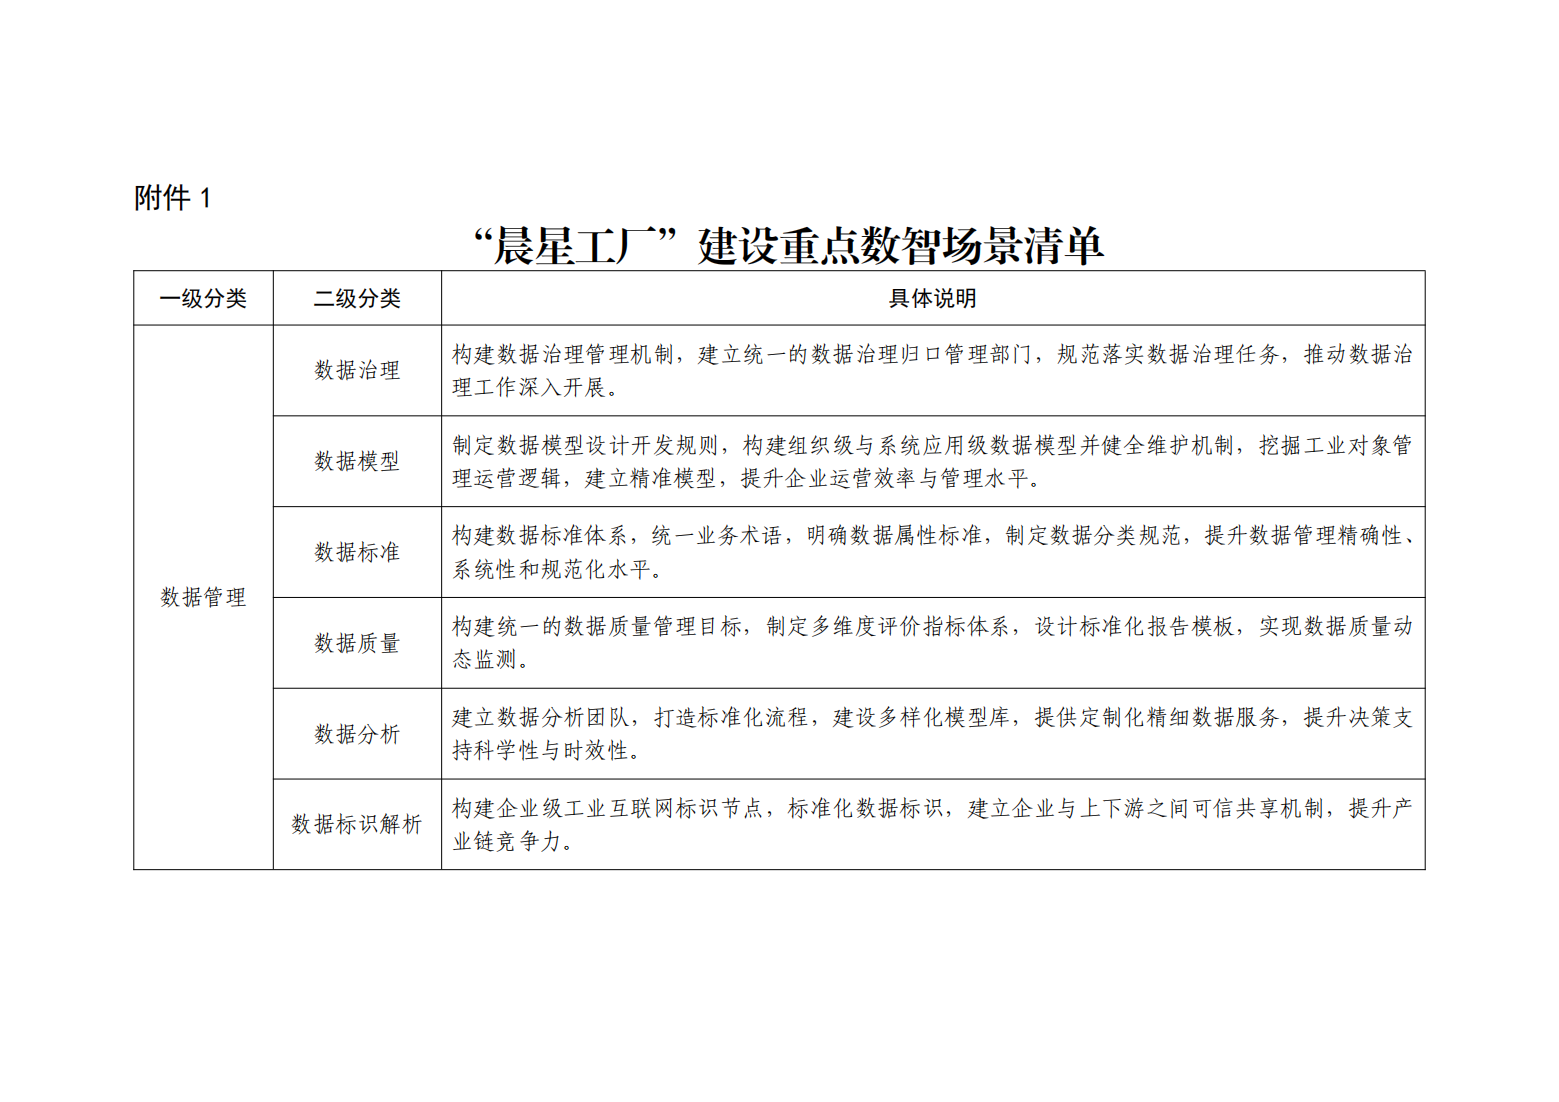 附件 1
“晨星工厂”建设重点数智场景清单
一级分类 二级分类 具体说明
数据管理
数据治理
构建数据治理管理机制，建立统一的数据治理归口管理部门，规范落实数据治理任务，推动数据治
理工作深入开展。
数据模型
制定数据模型设计开发规则，构建组织级与系统应用级数据模型并健全维护机制，挖掘工业对象管
理运营逻辑，建立精准模型，提升企业运营效率与管理水平。
数据标准
构建数据标准体系，统一业务术语，明确数据属性标准，制定数据分类规范，提升数据管理精确性、
系统性和规范化水平。
数据质量
构建统一的数据质量管理目标，制定多维度评价指标体系，设计标准化报告模板，实现数据质量动
态监测。
数据分析
建立数据分析团队，打造标准化流程，建设多样化模型库，提供定制化精细数据服务，提升决策支
持科学性与时效性。
数据标识解析
构建企业级工业互联网标识节点，标准化数据标识，建立企业与上下游之间可信共享机制，提升产
业链竞争力。